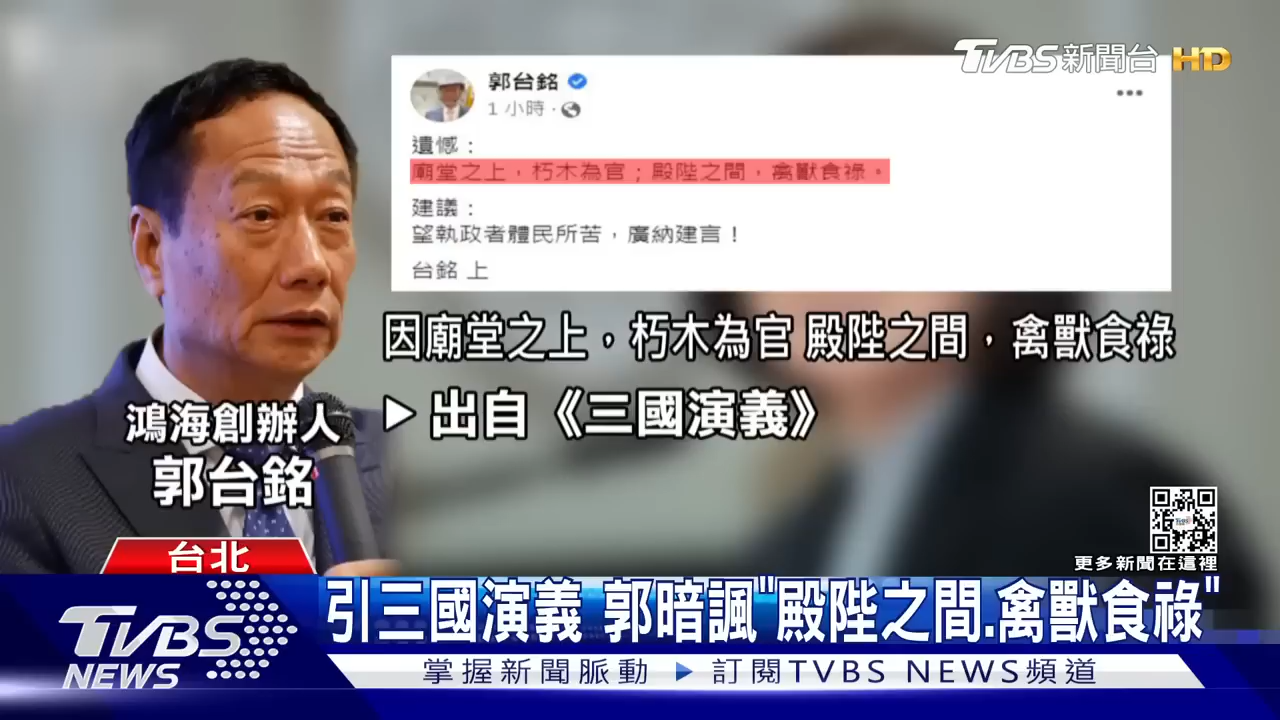 TVBS新聞台 HD
郭台銘
1 小時
遺憾：
廟堂之上，朽木為官；殿陛之間，禽獸食祿。
建議：
望執政者體民所苦，廣納建言！
台銘 上
因廟堂之上，朽木為官 殿陛之間，禽獸食祿
▶ 出自《三國演義》
鴻海創辦人
郭台銘
更多新聞在這裡
台北
引三國演義 郭暗諷"殿陛之間.禽獸食祿"
TVBS NEWS
掌握新聞脈動 ▶ 訂閱TVBS NEWS頻道